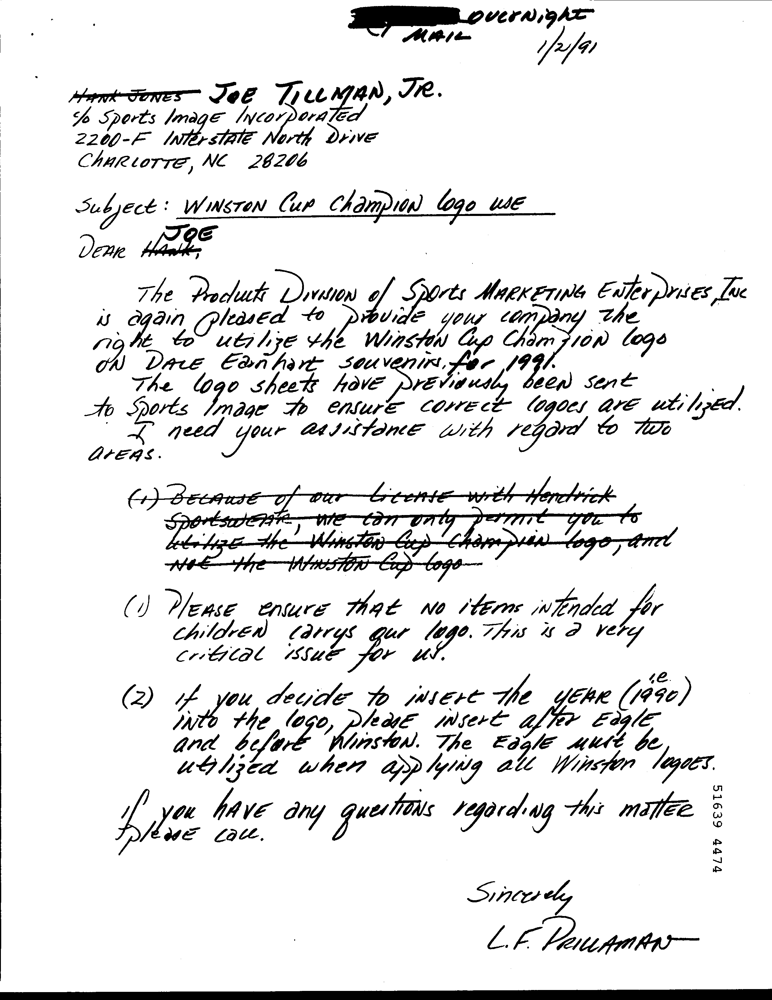 Overnight
MAIL
1/2/91
HANK JONES JOE TILLMAN, JR.
c/o Sports Image Incorporated
2200-F Interstate North Drive
CHARLOTTE, NC 28206
Subject: WINSTON CUP Champion logo use
JOE
DEAR Hank,
The Products Division of Sports MARKETING Enterprises, Inc
is again pleased to provide your company the
right to utilize the Winston Cup Champion logo
ON DALE Earnhart souvenirs, for 1991.
The logo sheets HAVE previously been sent
to Sports Image to ensure correct logoes are utilized.
I need your assistance with regard to two
areas.
(1) BECAUSE of our License with Hendrick
Sportswear, we can only permit you to
utilize the Winston Cup Champion logo, and
NOT the Winston Cup logo
(1) PLEASE ensure that no items intended for
children carrys our logo. This is a very
critical issue for us.
i.e.
(2) if you decide to insert the YEAR (1990)
into the logo, please insert after Eagle
and before Winston. The Eagle must be
utilized when applying all Winston logoes.
if you HAVE any questions regarding this matter
please call.
Sincerely
L.F. PRILLAMAN
51639 4474